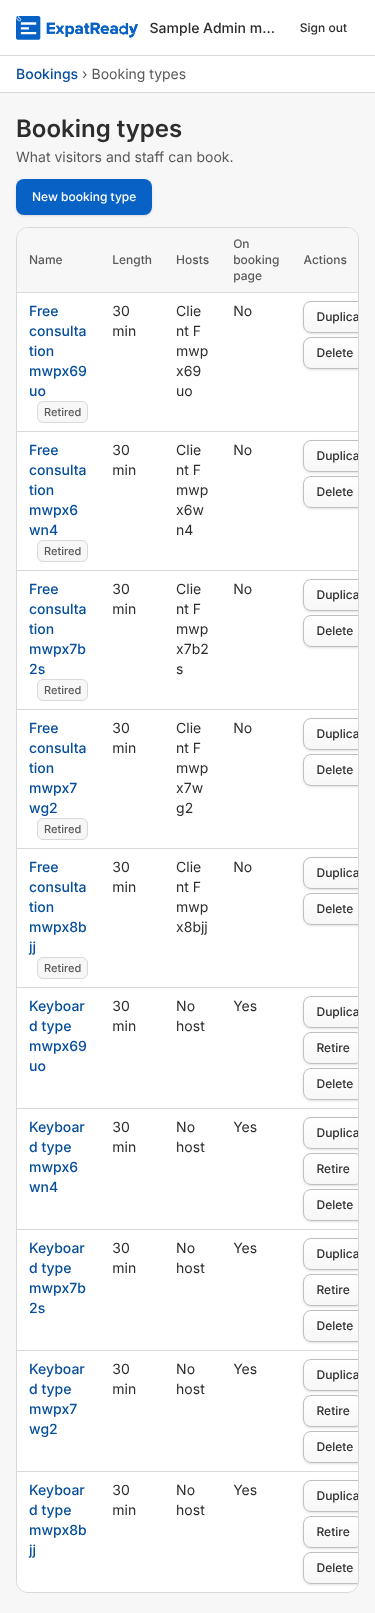 ExpatReady Sample Admin m... Sign out
Bookings › Booking types
Booking types
What visitors and staff can book.
New booking type
Name Length Hosts On booking page Actions
Free
consulta
tion
mwpx69
uo
Retired
30
min
Clie
nt F
mwp
x69
uo
No
Duplica
Delete
Free
consulta
tion
mwpx6
wn4
Retired
30
min
Clie
nt F
mwp
x6w
n4
No
Duplica
Delete
Free
consulta
tion
mwpx7b
2s
Retired
30
min
Clie
nt F
mwp
x7b2
s
No
Duplica
Delete
Free
consulta
tion
mwpx7
wg2
Retired
30
min
Clie
nt F
mwp
x7w
g2
No
Duplica
Delete
Free
consulta
tion
mwpx8b
jj
Retired
30
min
Clie
nt F
mwp
x8bjj
No
Duplica
Delete
Keyboar
d type
mwpx69
uo
30
min
No
host
Yes
Duplica
Retire
Delete
Keyboar
d type
mwpx6
wn4
30
min
No
host
Yes
Duplica
Retire
Delete
Keyboar
d type
mwpx7b
2s
30
min
No
host
Yes
Duplica
Retire
Delete
Keyboar
d type
mwpx7
wg2
30
min
No
host
Yes
Duplica
Retire
Delete
Keyboar
d type
mwpx8b
jj
30
min
No
host
Yes
Duplica
Retire
Delete